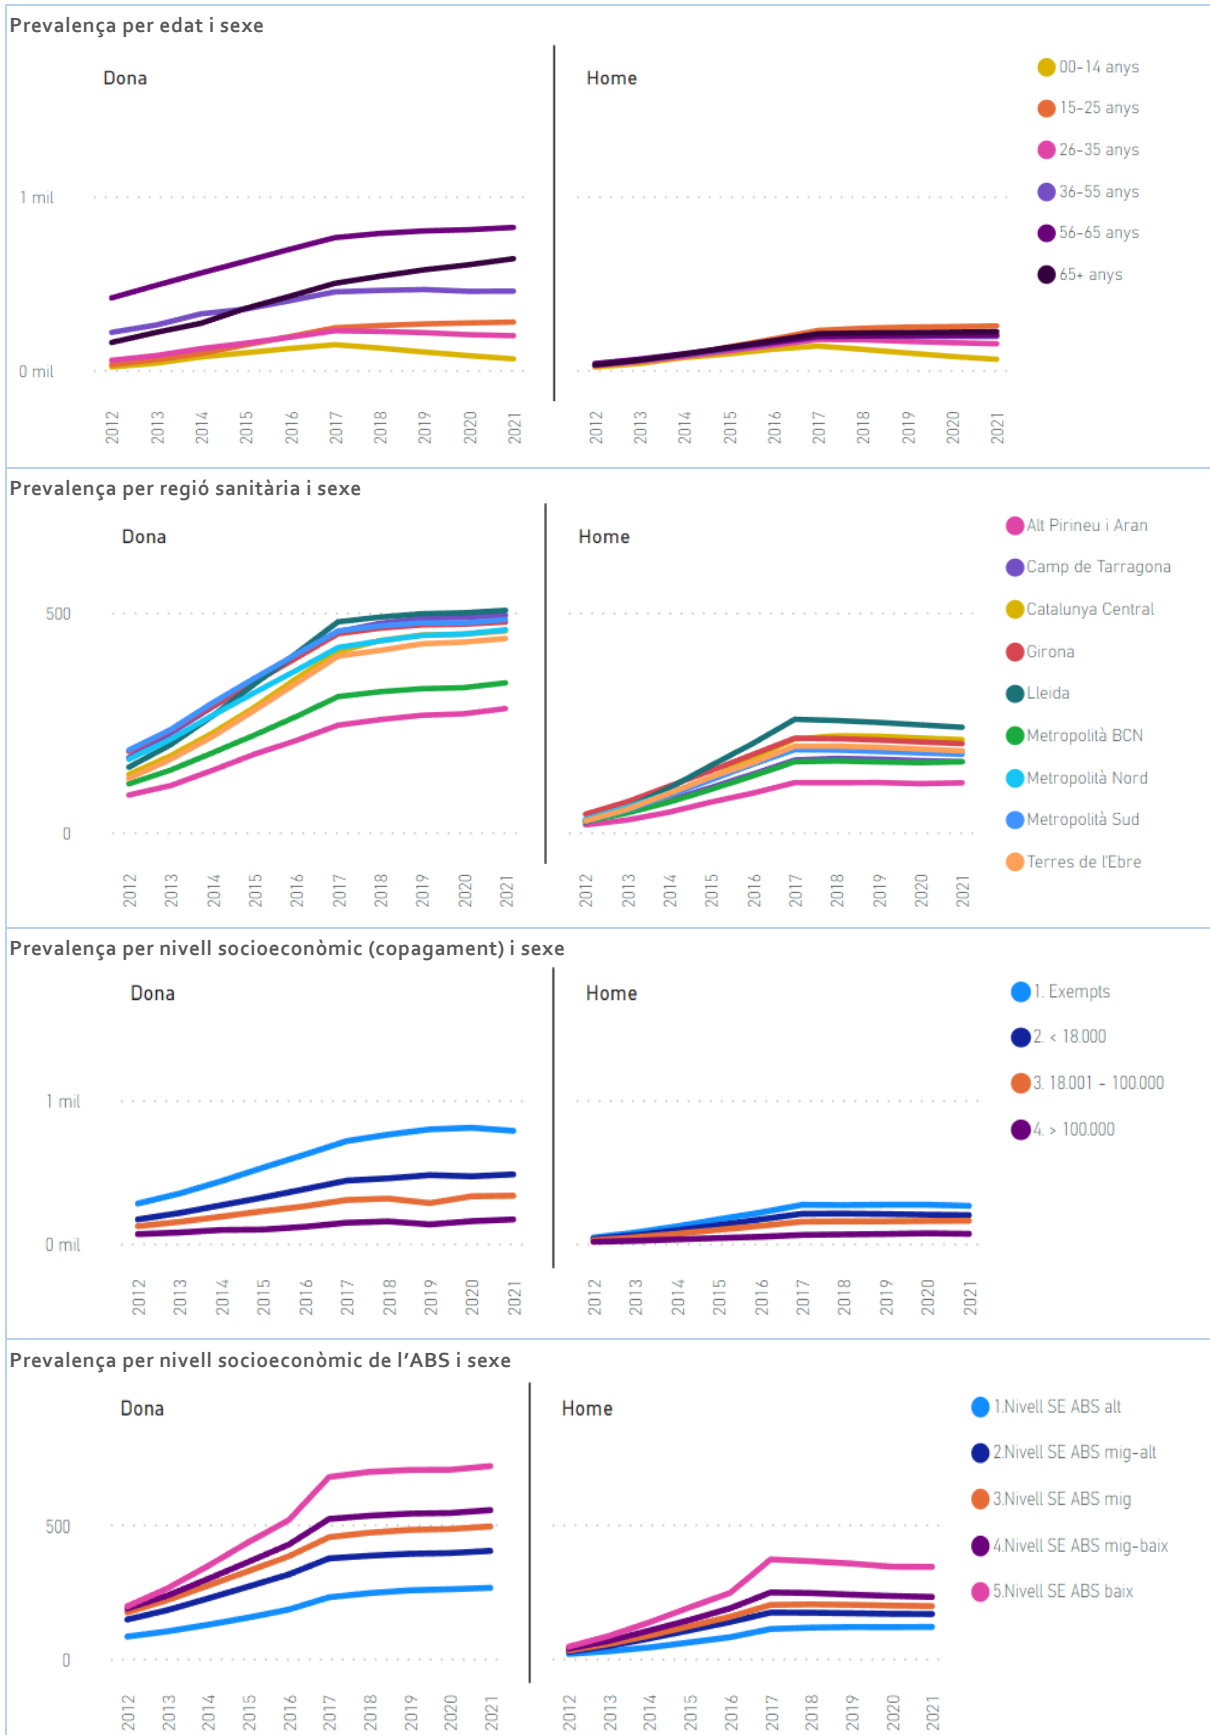 Prevalença per edat i sexe
Dona
Home
00-14 anys
15-25 anys
26-35 anys
36-55 anys
56-65 anys
65+ anys
1 mil
0 mil
2012 2013 2014 2015 2016 2017 2018 2019 2020 2021
2012 2013 2014 2015 2016 2017 2018 2019 2020 2021
Prevalença per regió sanitària i sexe
Dona
Home
Alt Pirineu i Aran
Camp de Tarragona
Catalunya Central
Girona
Lleida
Metropolità BCN
Metropolità Nord
Metropolità Sud
Terres de l'Ebre
500
0
2012 2013 2014 2015 2016 2017 2018 2019 2020 2021
2012 2013 2014 2015 2016 2017 2018 2019 2020 2021
Prevalença per nivell socioeconòmic (copagament) i sexe
Dona
Home
1. Exempts
2. < 18.000
3. 18.001 - 100.000
4. > 100.000
1 mil
0 mil
2012 2013 2014 2015 2016 2017 2018 2019 2020 2021
2012 2013 2014 2015 2016 2017 2018 2019 2020 2021
Prevalença per nivell socioeconòmic de l’ABS i sexe
Dona
Home
1.Nivell SE ABS alt
2.Nivell SE ABS mig-alt
3.Nivell SE ABS mig
4.Nivell SE ABS mig-baix
5.Nivell SE ABS baix
500
0
2012 2013 2014 2015 2016 2017 2018 2019 2020 2021
2012 2013 2014 2015 2016 2017 2018 2019 2020 2021